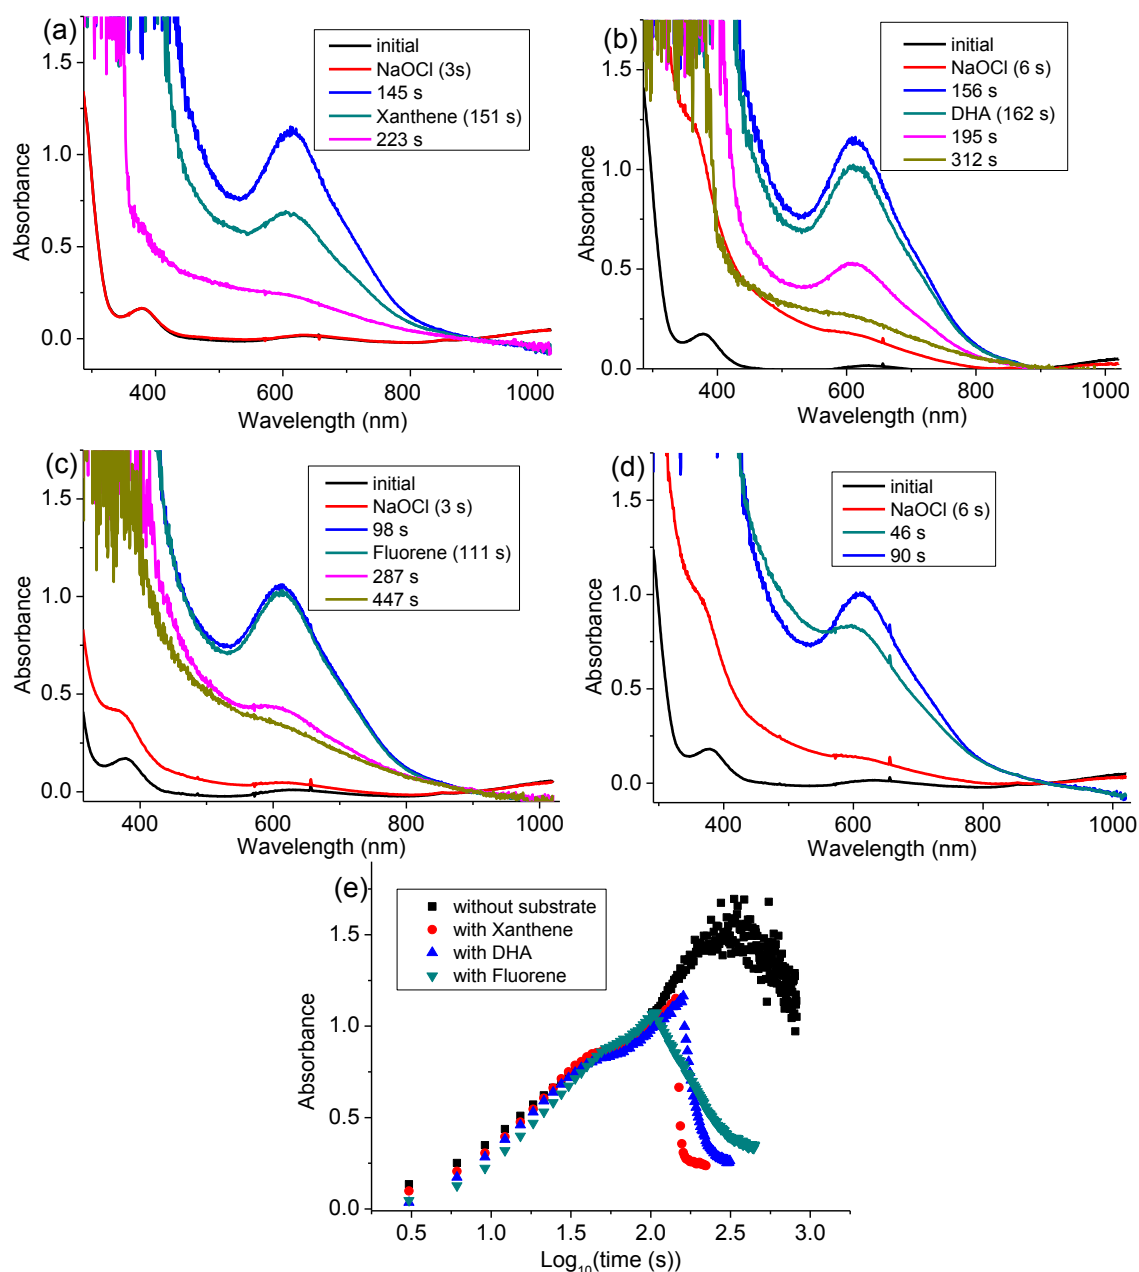 (a)
initial
NaOCl (3s)
145 s
Xanthene (151 s)
223 s
Absorbance
1.5
1.0
0.5
0.0
400
600
800
1000
Wavelength (nm)
(b)
initial
NaOCl (6 s)
156 s
DHA (162 s)
195 s
312 s
Absorbance
1.5
1.0
0.5
0.0
400
600
800
1000
Wavelength (nm)
(c)
initial
NaOCl (3 s)
98 s
Fluorene (111 s)
287 s
447 s
Absorbance
1.5
1.0
0.5
0.0
400
600
800
1000
Wavelength (nm)
(d)
initial
NaOCl (6 s)
46 s
90 s
Absorbance
1.5
1.0
0.5
0.0
400
600
800
1000
Wavelength (nm)
(e)
without substrate
with Xanthene
with DHA
with Fluorene
Absorbance
1.5
1.0
0.5
0.0
0.5
1.0
1.5
2.0
2.5
3.0
Log₁₀(time (s))